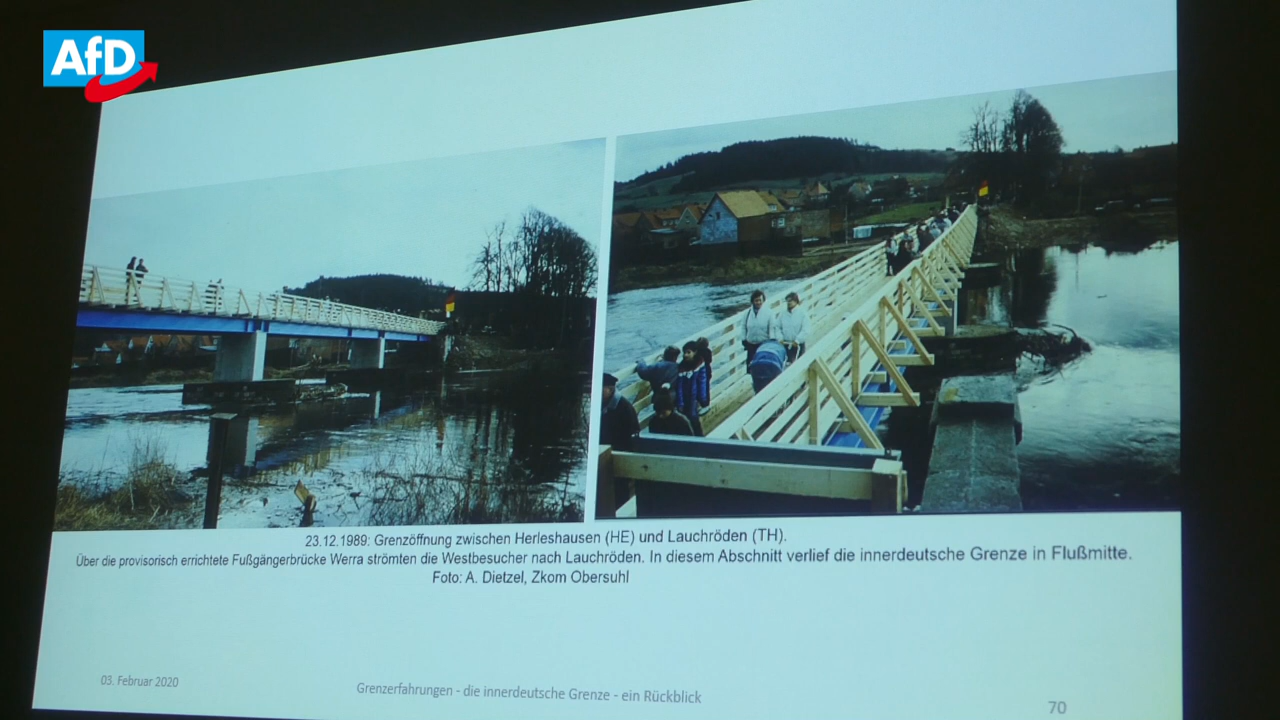 AfD
23.12.1989: Grenzöffnung zwischen Herleshausen (HE) und Lauchröden (TH).
Über die provisorisch errichtete Fußgängerbrücke Werra strömten die Westbesucher nach Lauchröden. In diesem Abschnitt verlief die innerdeutsche Grenze in Flußmitte.
Foto: A. Dietzel, Zkom Obersuhl
03. Februar 2020
Grenzerfahrungen - die innerdeutsche Grenze - ein Rückblick
70